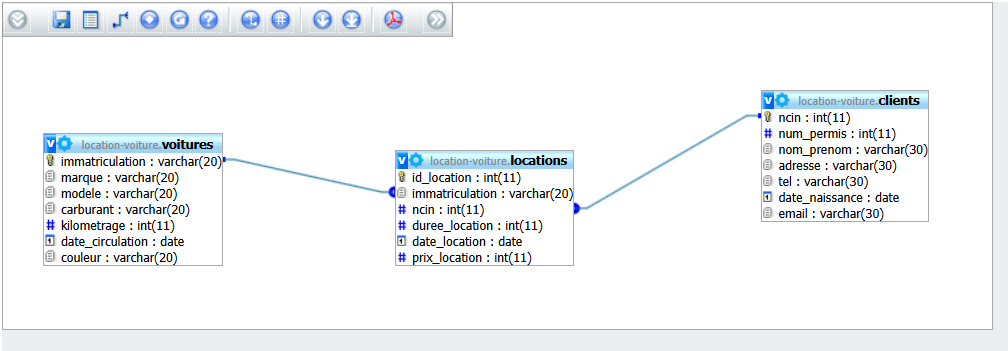 location-voiture.voitures
immatriculation : varchar(20)
marque : varchar(20)
modele : varchar(20)
carburant : varchar(20)
kilometrage : int(11)
date_circulation : date
couleur : varchar(20)
location-voiture.locations
id_location : int(11)
immatriculation : varchar(20)
ncin : int(11)
duree_location : int(11)
date_location : date
prix_location : int(11)
location-voiture.clients
ncin : int(11)
num_permis : int(11)
nom_prenom : varchar(30)
adresse : varchar(30)
tel : varchar(30)
date_naissance : date
email : varchar(30)